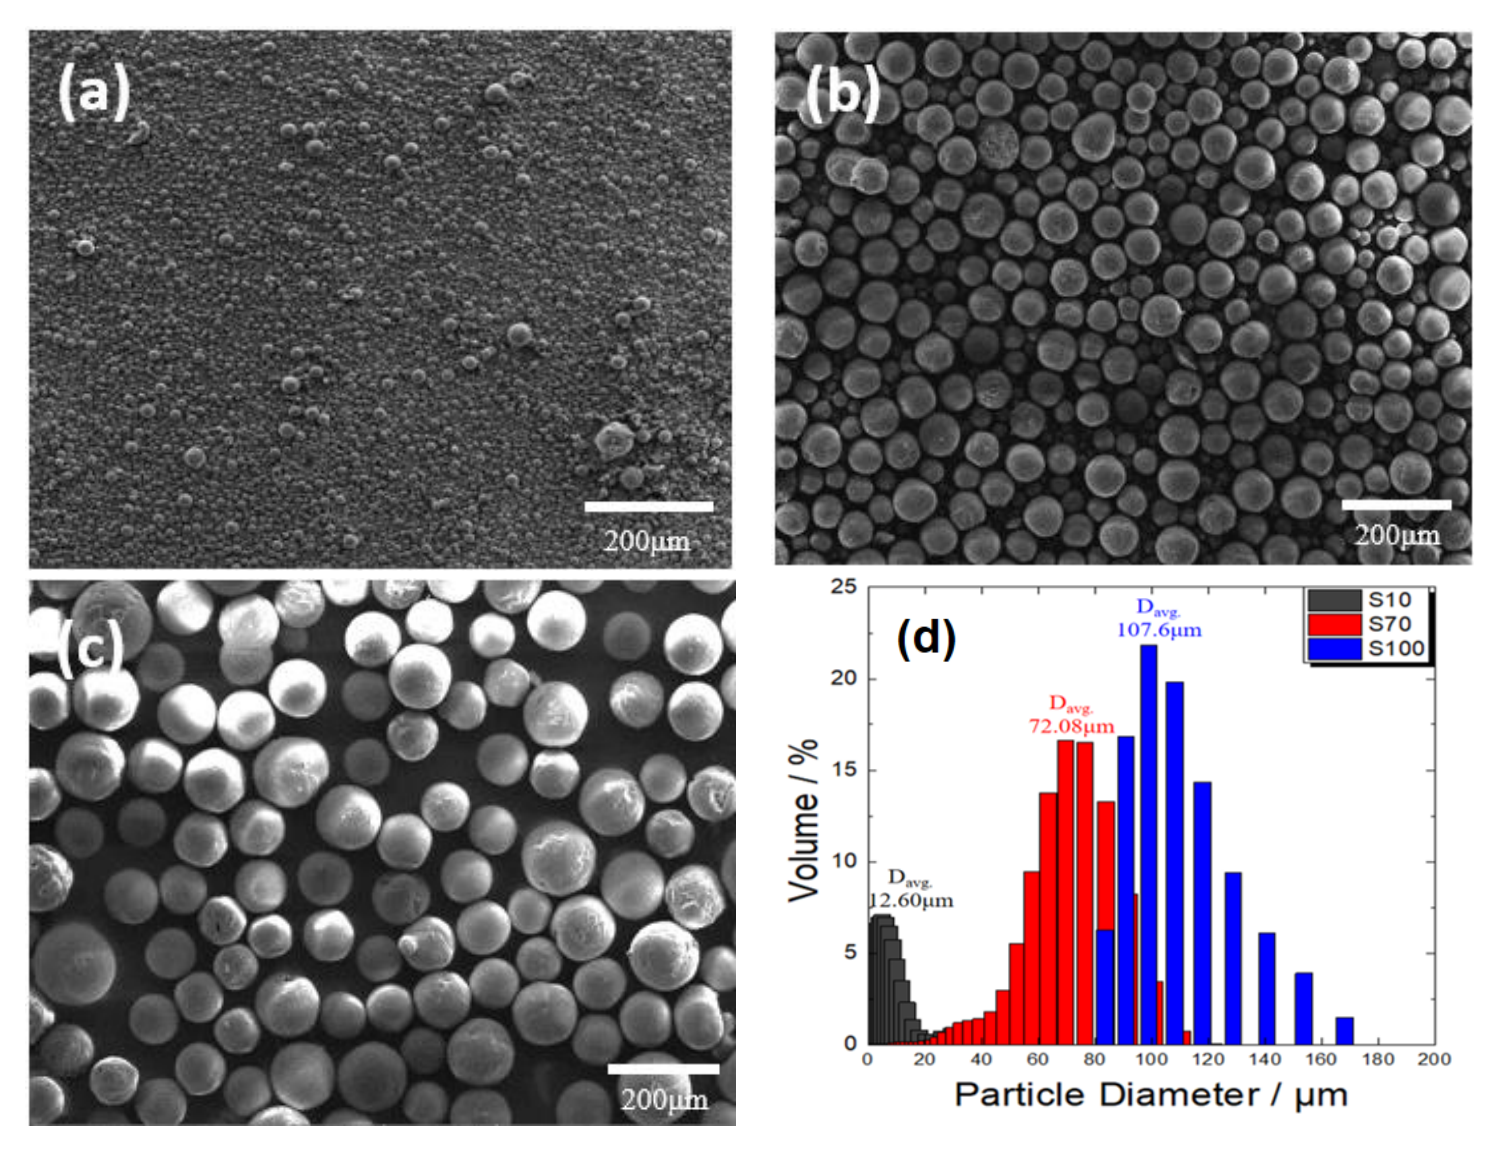 (a)
200μm
(b)
200μm
(c)
200μm
(d)
25
20
15
10
5
0
Volume / %
S10
S70
S100
Davg.
107.6μm
Davg.
72.08μm
Davg.
12.60μm
0 20 40 60 80 100 120 140 160 180 200
Particle Diameter / μm